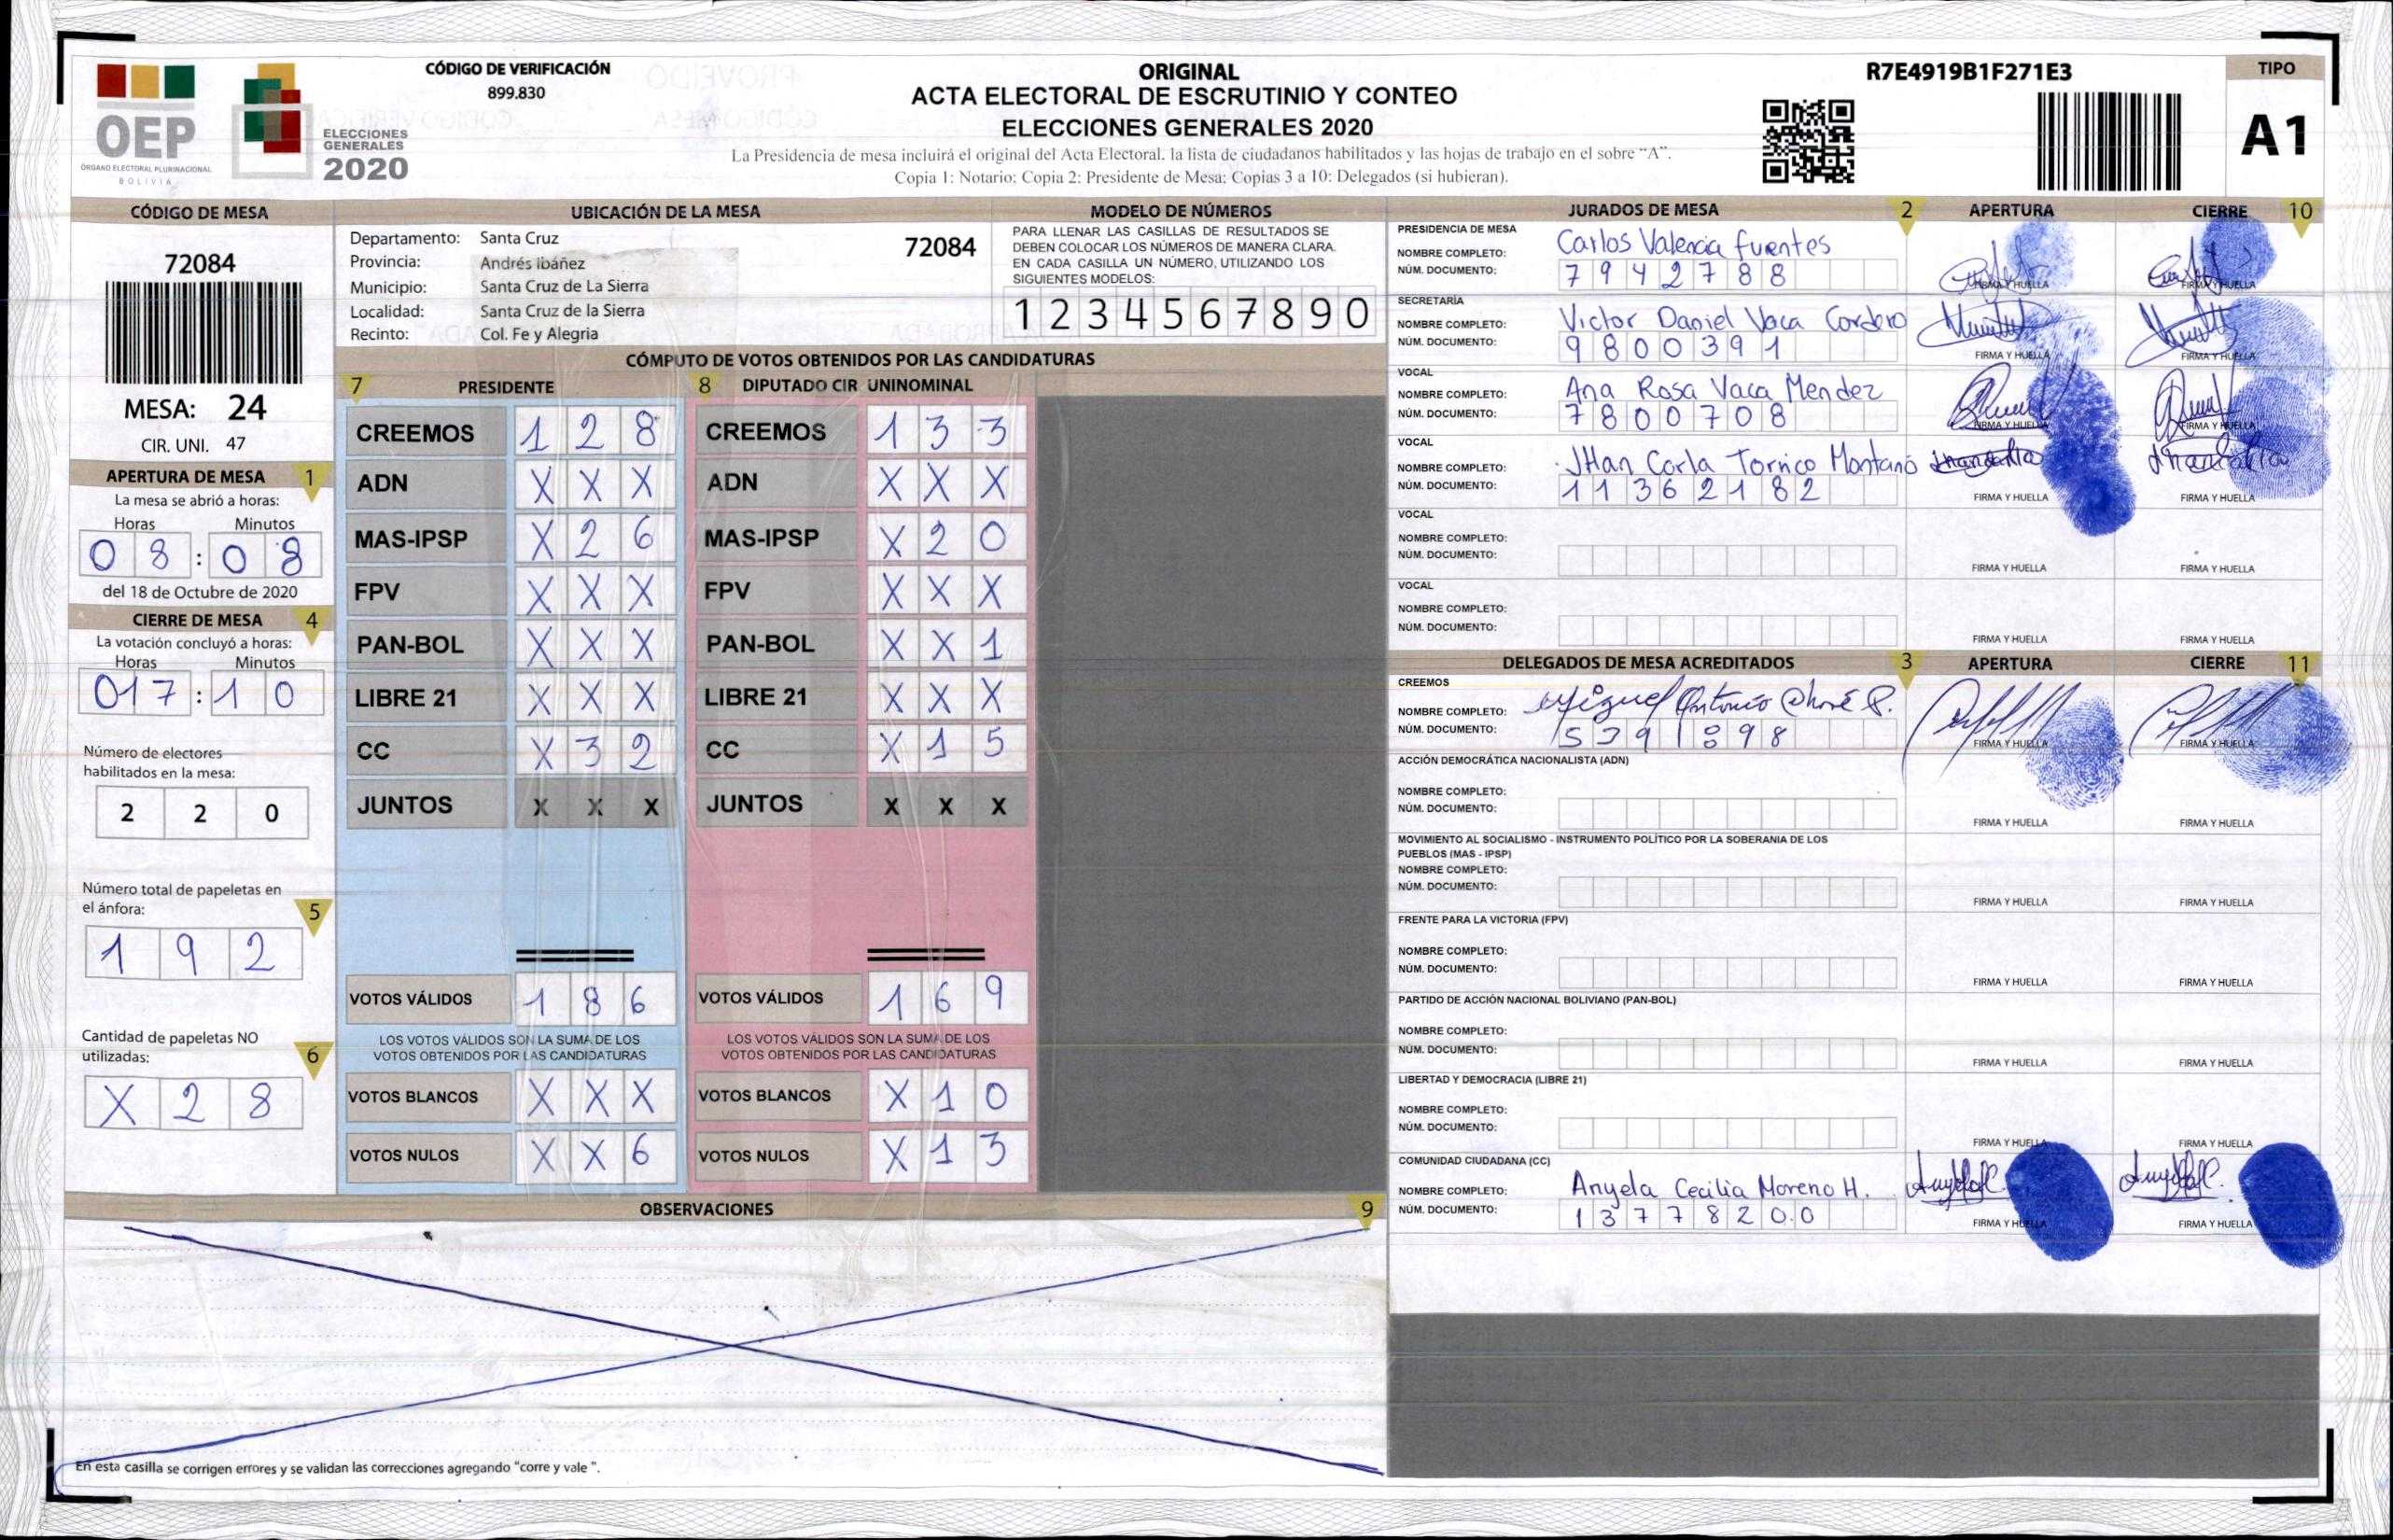 OEP
ÓRGANO ELECTORAL PLURINACIONAL
BOLIVIA
ELECCIONES
GENERALES
2020
CÓDIGO DE VERIFICACIÓN
899.830
ORIGINAL
ACTA ELECTORAL DE ESCRUTINIO Y CONTEO
ELECCIONES GENERALES 2020
La Presidencia de mesa incluirá el original del Acta Electoral, la lista de ciudadanos habilitados y las hojas de trabajo en el sobre "A".
Copia 1: Notario; Copia 2: Presidente de Mesa; Copias 3 a 10: Delegados (si hubieran).
R7E4919B1F271E3
TIPO
A1
CÓDIGO DE MESA
72084
MESA: 24
CIR. UNI. 47
APERTURA DE MESA 1
La mesa se abrió a horas:
Horas Minutos
0 8 : 0 8
del 18 de Octubre de 2020
CIERRE DE MESA 4
La votación concluyó a horas:
Horas Minutos
017 : 1 0
Número de electores
habilitados en la mesa:
2 2 0
Número total de papeletas en
el ánfora: 5
1 9 2
Cantidad de papeletas NO
utilizadas: 6
X 2 8
UBICACIÓN DE LA MESA
Departamento: Santa Cruz 72084
Provincia: Andrés Ibáñez
Municipio: Santa Cruz de La Sierra
Localidad: Santa Cruz de la Sierra
Recinto: Col. Fe y Alegria
MODELO DE NÚMEROS
PARA LLENAR LAS CASILLAS DE RESULTADOS SE
DEBEN COLOCAR LOS NÚMEROS DE MANERA CLARA.
EN CADA CASILLA UN NÚMERO, UTILIZANDO LOS
SIGUIENTES MODELOS:
1 2 3 4 5 6 7 8 9 0
CÓMPUTO DE VOTOS OBTENIDOS POR LAS CANDIDATURAS
7 PRESIDENTE 8 DIPUTADO CIR UNINOMINAL
CREEMOS 1 2 8 CREEMOS 1 3 3
ADN X X X ADN X X X
MAS-IPSP X 2 6 MAS-IPSP X 2 0
FPV X X X FPV X X X
PAN-BOL X X X PAN-BOL X X 1
LIBRE 21 X X X LIBRE 21 X X X
CC X 3 2 CC X 1 5
JUNTOS X X X JUNTOS X X X
VOTOS VÁLIDOS 1 8 6 VOTOS VÁLIDOS 1 6 9
LOS VOTOS VÁLIDOS SON LA SUMA DE LOS LOS VOTOS VÁLIDOS SON LA SUMA DE LOS
VOTOS OBTENIDOS POR LAS CANDIDATURAS VOTOS OBTENIDOS POR LAS CANDIDATURAS
VOTOS BLANCOS X X X VOTOS BLANCOS X 1 0
VOTOS NULOS X X 6 VOTOS NULOS X 1 3
OBSERVACIONES 9
En esta casilla se corrigen errores y se validan las correcciones agregando "corre y vale ".
JURADOS DE MESA 2 APERTURA CIERRE 10
PRESIDENCIA DE MESA
NOMBRE COMPLETO: Carlos Valencia Fuentes
NÚM. DOCUMENTO: 7 9 4 2 7 8 8 FIRMA Y HUELLA FIRMA Y HUELLA
SECRETARÍA
NOMBRE COMPLETO: Victor Daniel Vaca Cordero
NÚM. DOCUMENTO: 9 8 0 0 3 9 1 FIRMA Y HUELLA FIRMA Y HUELLA
VOCAL
NOMBRE COMPLETO: Ana Rosa Vaca Mendez
NÚM. DOCUMENTO: 7 8 0 0 7 0 8 FIRMA Y HUELLA FIRMA Y HUELLA
VOCAL
NOMBRE COMPLETO: JHan Carla Torrico Montano
NÚM. DOCUMENTO: 1 1 3 6 2 1 8 2 FIRMA Y HUELLA FIRMA Y HUELLA
VOCAL
NOMBRE COMPLETO:
NÚM. DOCUMENTO: FIRMA Y HUELLA FIRMA Y HUELLA
VOCAL
NOMBRE COMPLETO:
NÚM. DOCUMENTO: FIRMA Y HUELLA FIRMA Y HUELLA
DELEGADOS DE MESA ACREDITADOS 3 APERTURA CIERRE 11
CREEMOS
NOMBRE COMPLETO: Miguel Antonio P.
NÚM. DOCUMENTO: 5 3 9 1 8 9 8 FIRMA Y HUELLA FIRMA Y HUELLA
ACCIÓN DEMOCRÁTICA NACIONALISTA (ADN)
NOMBRE COMPLETO:
NÚM. DOCUMENTO: FIRMA Y HUELLA FIRMA Y HUELLA
MOVIMIENTO AL SOCIALISMO - INSTRUMENTO POLÍTICO POR LA SOBERANIA DE LOS
PUEBLOS (MAS - IPSP)
NOMBRE COMPLETO:
NÚM. DOCUMENTO: FIRMA Y HUELLA FIRMA Y HUELLA
FRENTE PARA LA VICTORIA (FPV)
NOMBRE COMPLETO:
NÚM. DOCUMENTO: FIRMA Y HUELLA FIRMA Y HUELLA
PARTIDO DE ACCIÓN NACIONAL BOLIVIANO (PAN-BOL)
NOMBRE COMPLETO:
NÚM. DOCUMENTO: FIRMA Y HUELLA FIRMA Y HUELLA
LIBERTAD Y DEMOCRACIA (LIBRE 21)
NOMBRE COMPLETO:
NÚM. DOCUMENTO: FIRMA Y HUELLA FIRMA Y HUELLA
COMUNIDAD CIUDADANA (CC)
NOMBRE COMPLETO: Anyela Cecilia Moreno H.
NÚM. DOCUMENTO: 1 3 7 7 8 2 0 0 FIRMA Y HUELLA FIRMA Y HUELLA